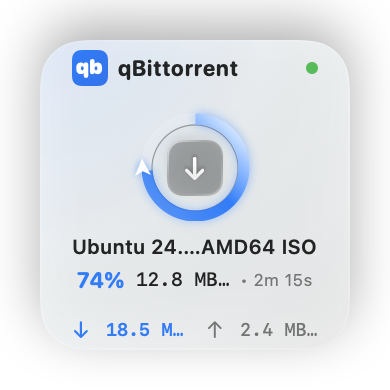 qb qBittorrent
Ubuntu 24....AMD64 ISO
74% 12.8 MB… · 2m 15s
↓ 18.5 M… ↑ 2.4 MB…